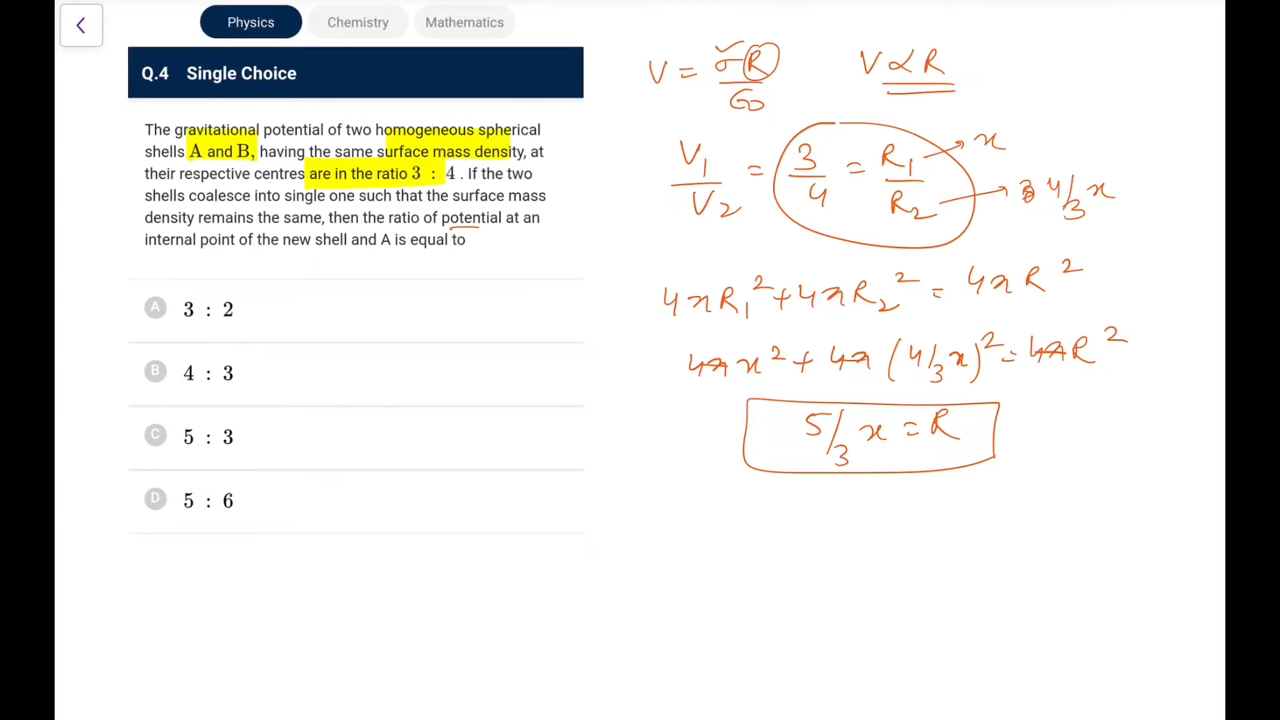 Physics Chemistry Mathematics
Q.4 Single Choice
The gravitational potential of two homogeneous spherical
shells A and B, having the same surface mass density, at
their respective centres are in the ratio 3 : 4 . If the two
shells coalesce into single one such that the surface mass
density remains the same, then the ratio of potential at an
internal point of the new shell and A is equal to
A 3 : 2
B 4 : 3
C 5 : 3
D 5 : 6
V = σR/ϵ0 V ∝ R
V1/V2 = 3/4 = R1/R2 → x → 4/3 x
4πR1² + 4πR2² = 4πR²
4πx² + 4π (4/3 x)² = 4πR²
5/3 x = R